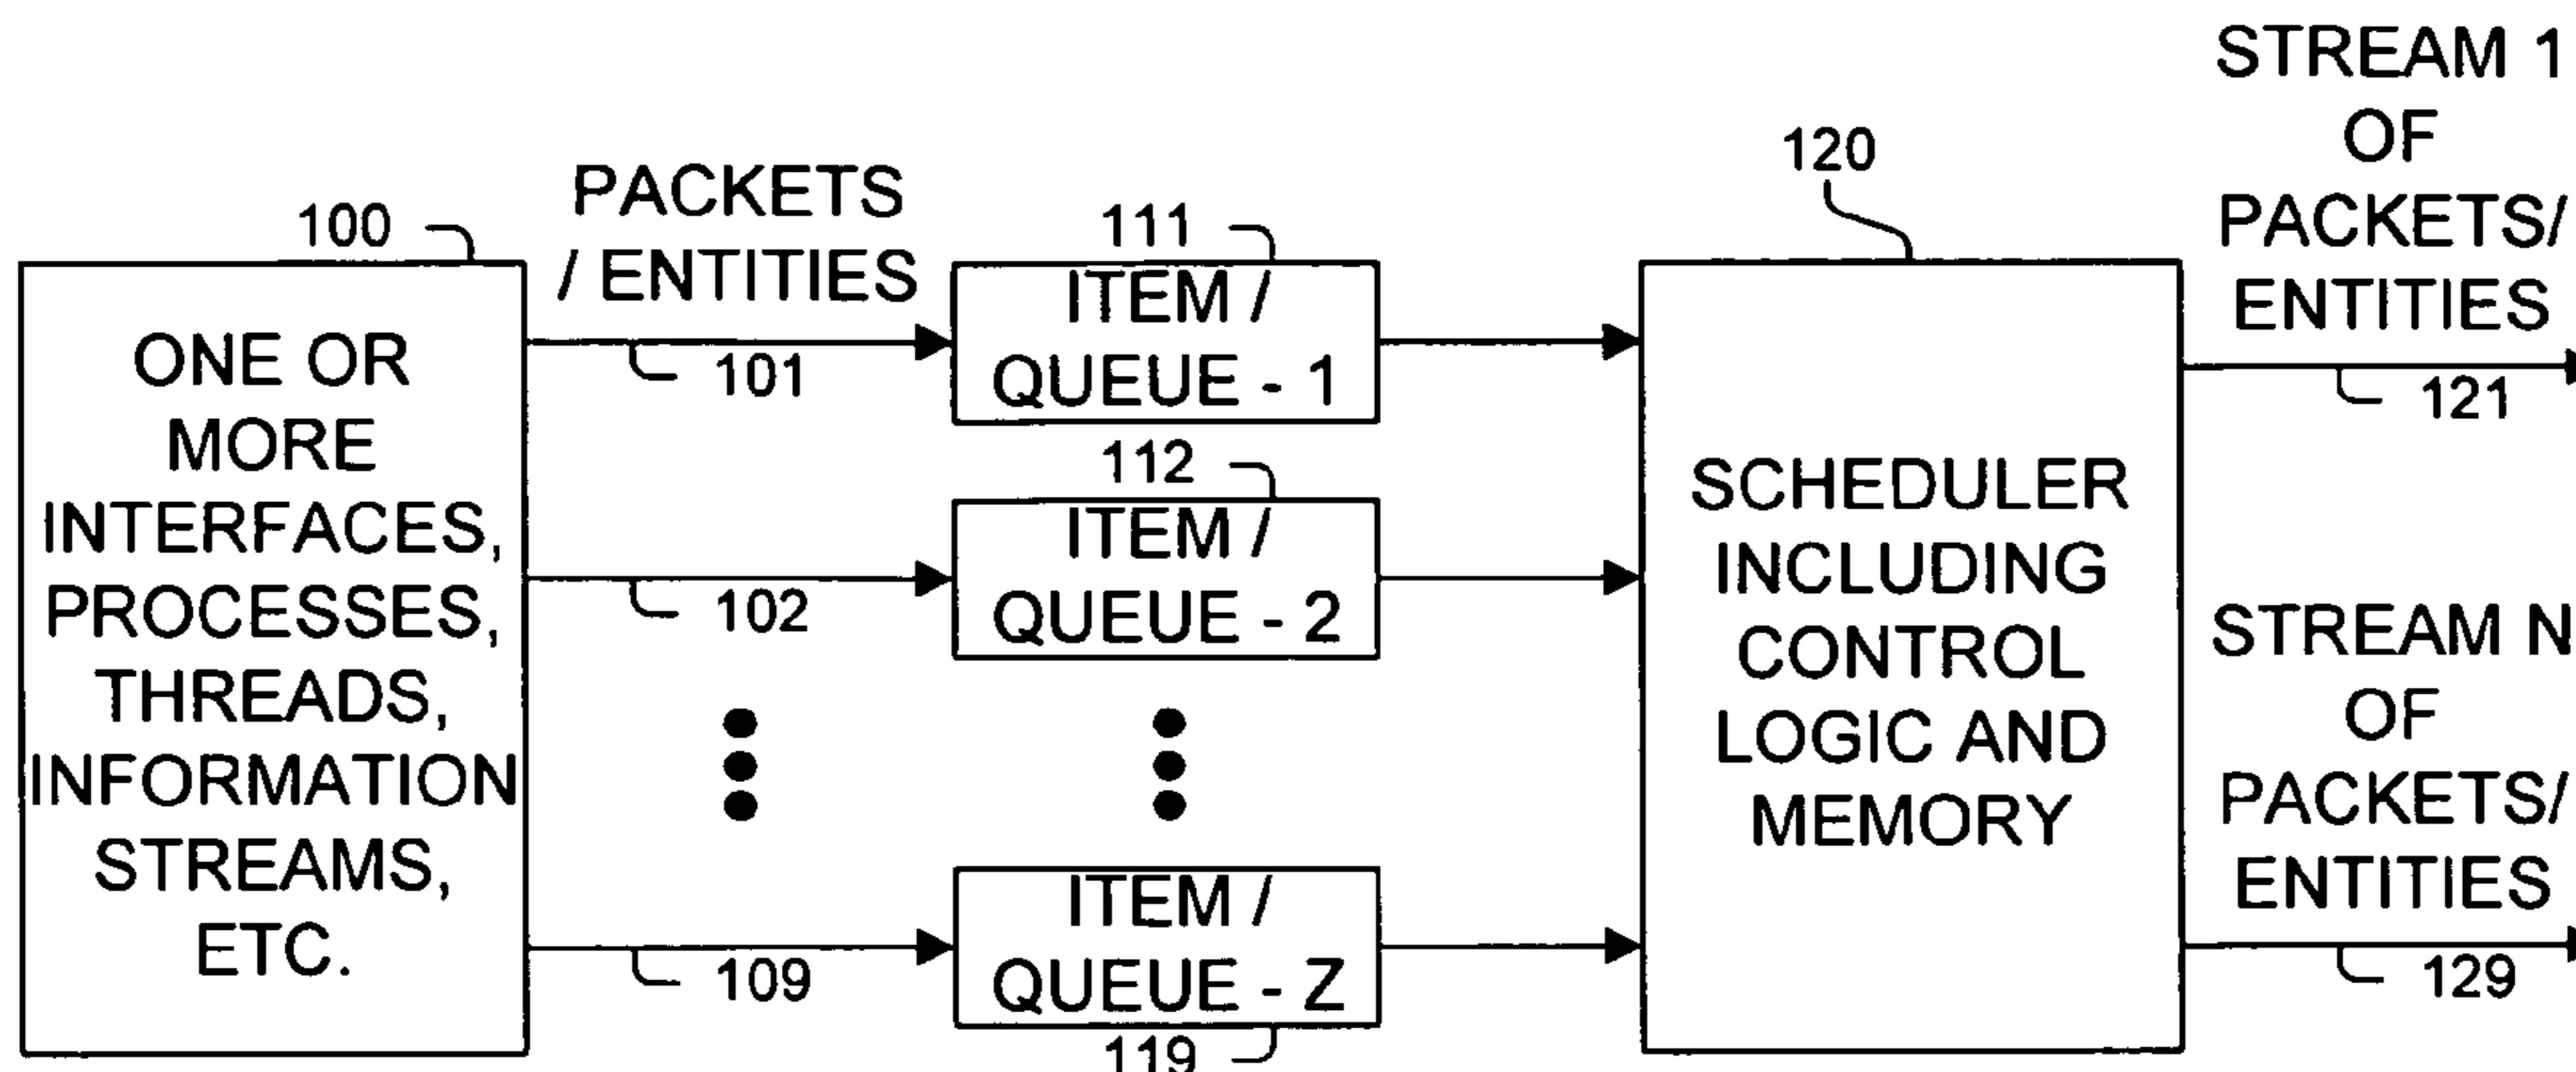 100
ONE OR
MORE
INTERFACES,
PROCESSES,
THREADS,
INFORMATION
STREAMS,
ETC.
PACKETS
/ ENTITIES
101
102
109
111
ITEM /
QUEUE - 1
112
ITEM /
QUEUE - 2
ITEM /
QUEUE - Z
119
120
SCHEDULER
INCLUDING
CONTROL
LOGIC AND
MEMORY
STREAM 1
OF
PACKETS/
ENTITIES
121
STREAM N
OF
PACKETS/
ENTITIES
129